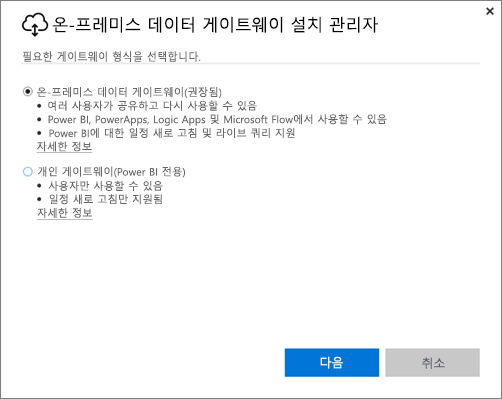 온-프레미스 데이터 게이트웨이 설치 관리자
필요한 게이트웨이 형식을 선택합니다.
온-프레미스 데이터 게이트웨이(권장됨)
• 여러 사용자가 공유하고 다시 사용할 수 있음
• Power BI, PowerApps, Logic Apps 및 Microsoft Flow에서 사용할 수 있음
• Power BI에 대한 일정 새로 고침 및 라이브 쿼리 지원
자세한 정보
개인 게이트웨이(Power BI 전용)
• 사용자만 사용할 수 있음
• 일정 새로 고침만 지원됨
자세한 정보
다음 취소